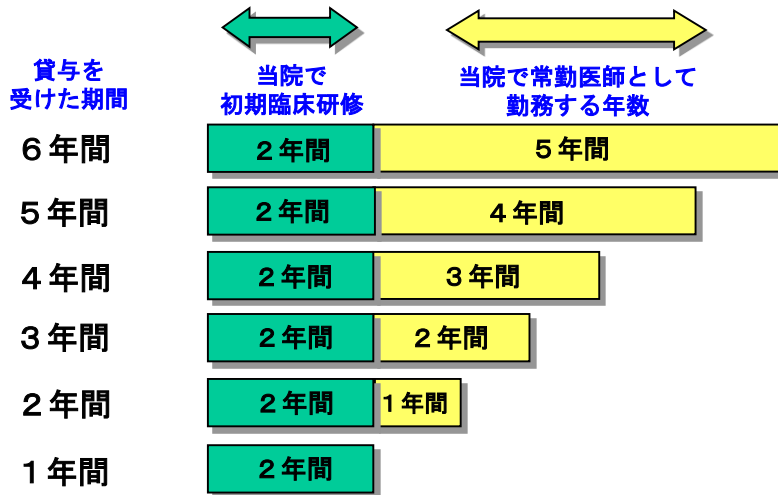 貸与を
受けた期間
当院で
初期臨床研修
当院で常勤医師として
勤務する年数
６年間 ２年間 ５年間
５年間 ２年間 ４年間
４年間 ２年間 ３年間
３年間 ２年間 ２年間
２年間 ２年間 １年間
１年間 ２年間